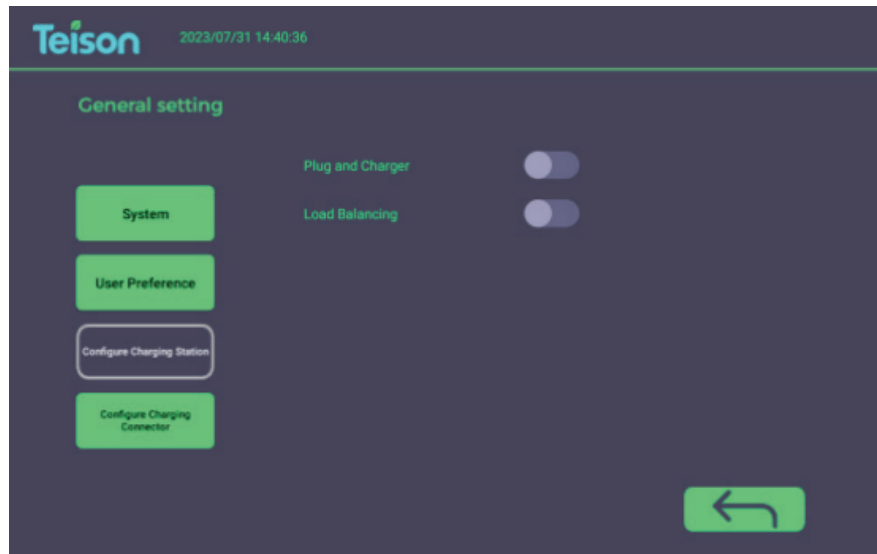 Teison
2023/07/31 14:40:36
General setting
Plug and Charger
System
Load Balancing
User Preference
Configure Charging Station
Configure Charging
Connector